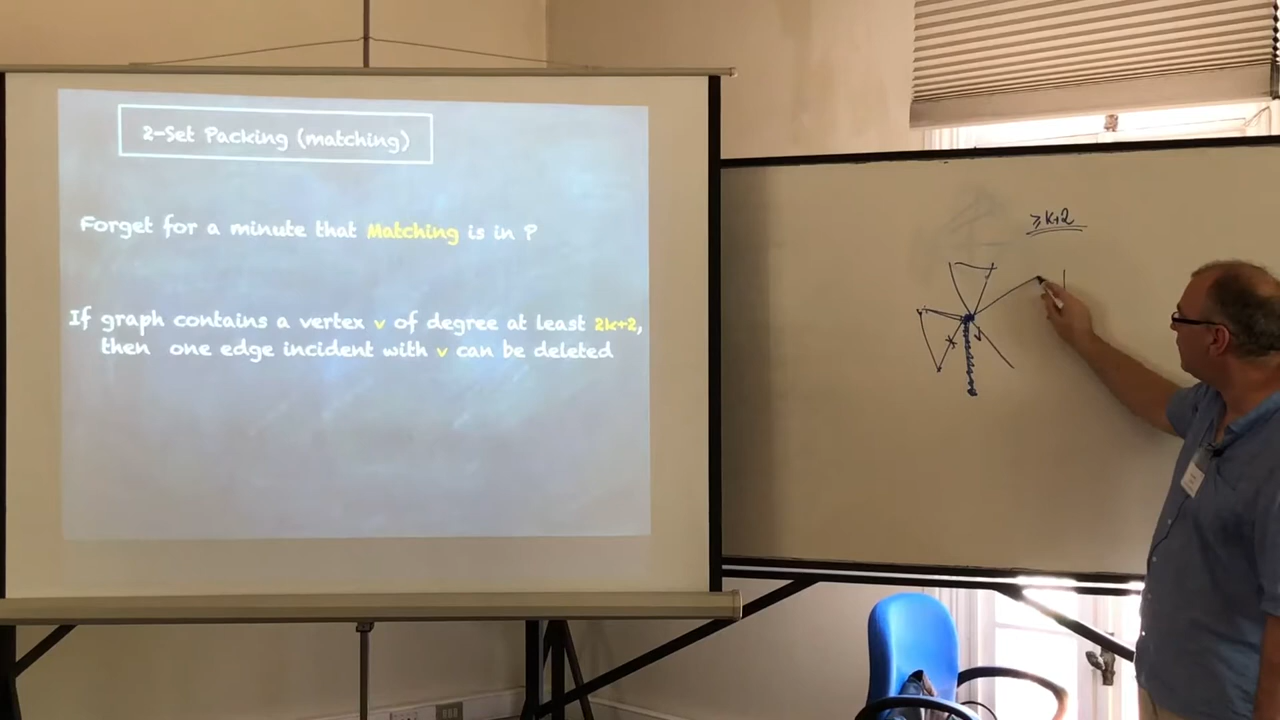 2-Set Packing (matching)
Forget for a minute that Matching is in P
If graph contains a vertex v of degree at least 2k+2,
then one edge incident with v can be deleted
≥k+2